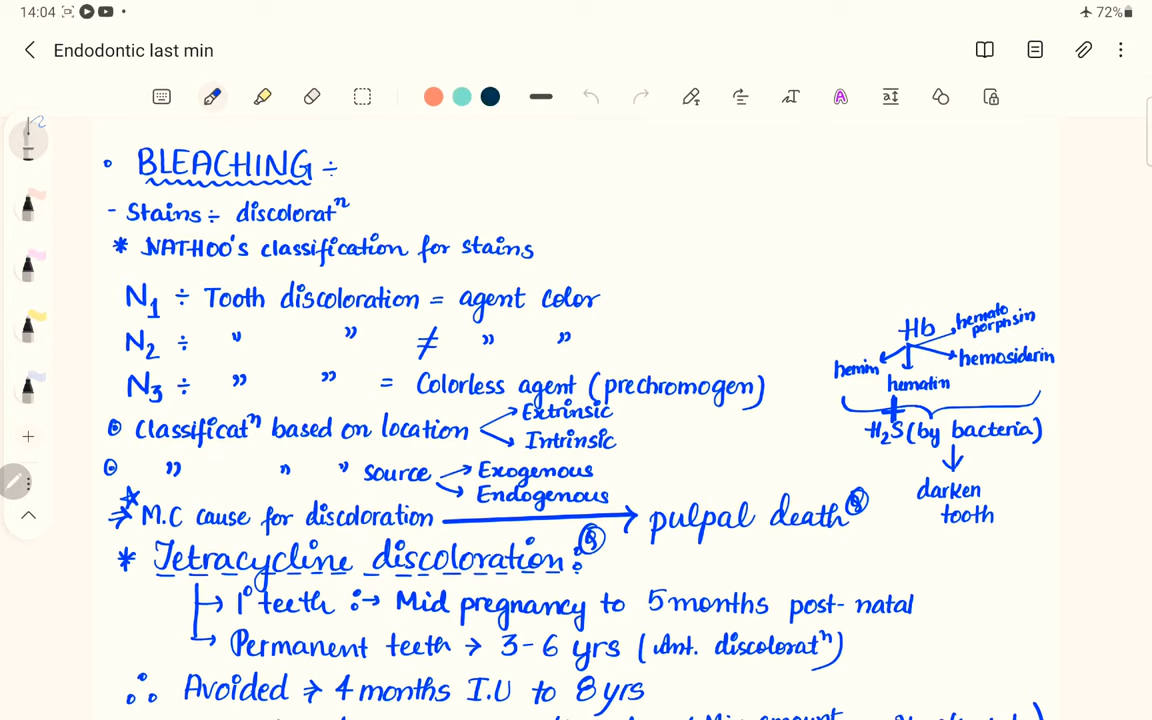 14:04
72%
Endodontic last min
• BLEACHING ÷
- Stains ÷ discoloratⁿ
* NATHOO's classification for stains
N₁ ÷ Tooth discoloration = agent color
N₂ ÷ " " ≠ " "
N₃ ÷ " " = Colorless agent (prechromogen)
⊙ Classificatⁿ based on location → Extrinsic
→ Intrinsic
⊙ " " " source → Exogenous
→ Endogenous
⇒ M.C cause for discoloration → pulpal death Q
* Tetracycline discoloration : Q
↳ 1° teeth :→ Mid pregnancy to 5 months post-natal
↳ Permanent teeth → 3-6 yrs (Ant. discoloratⁿ)
∴ Avoided → 4 months I.U to 8 yrs
Hb
hemato
porphsin
hemosiderin
hemin
hematin
+
H₂S (by bacteria)
↓
darken
tooth